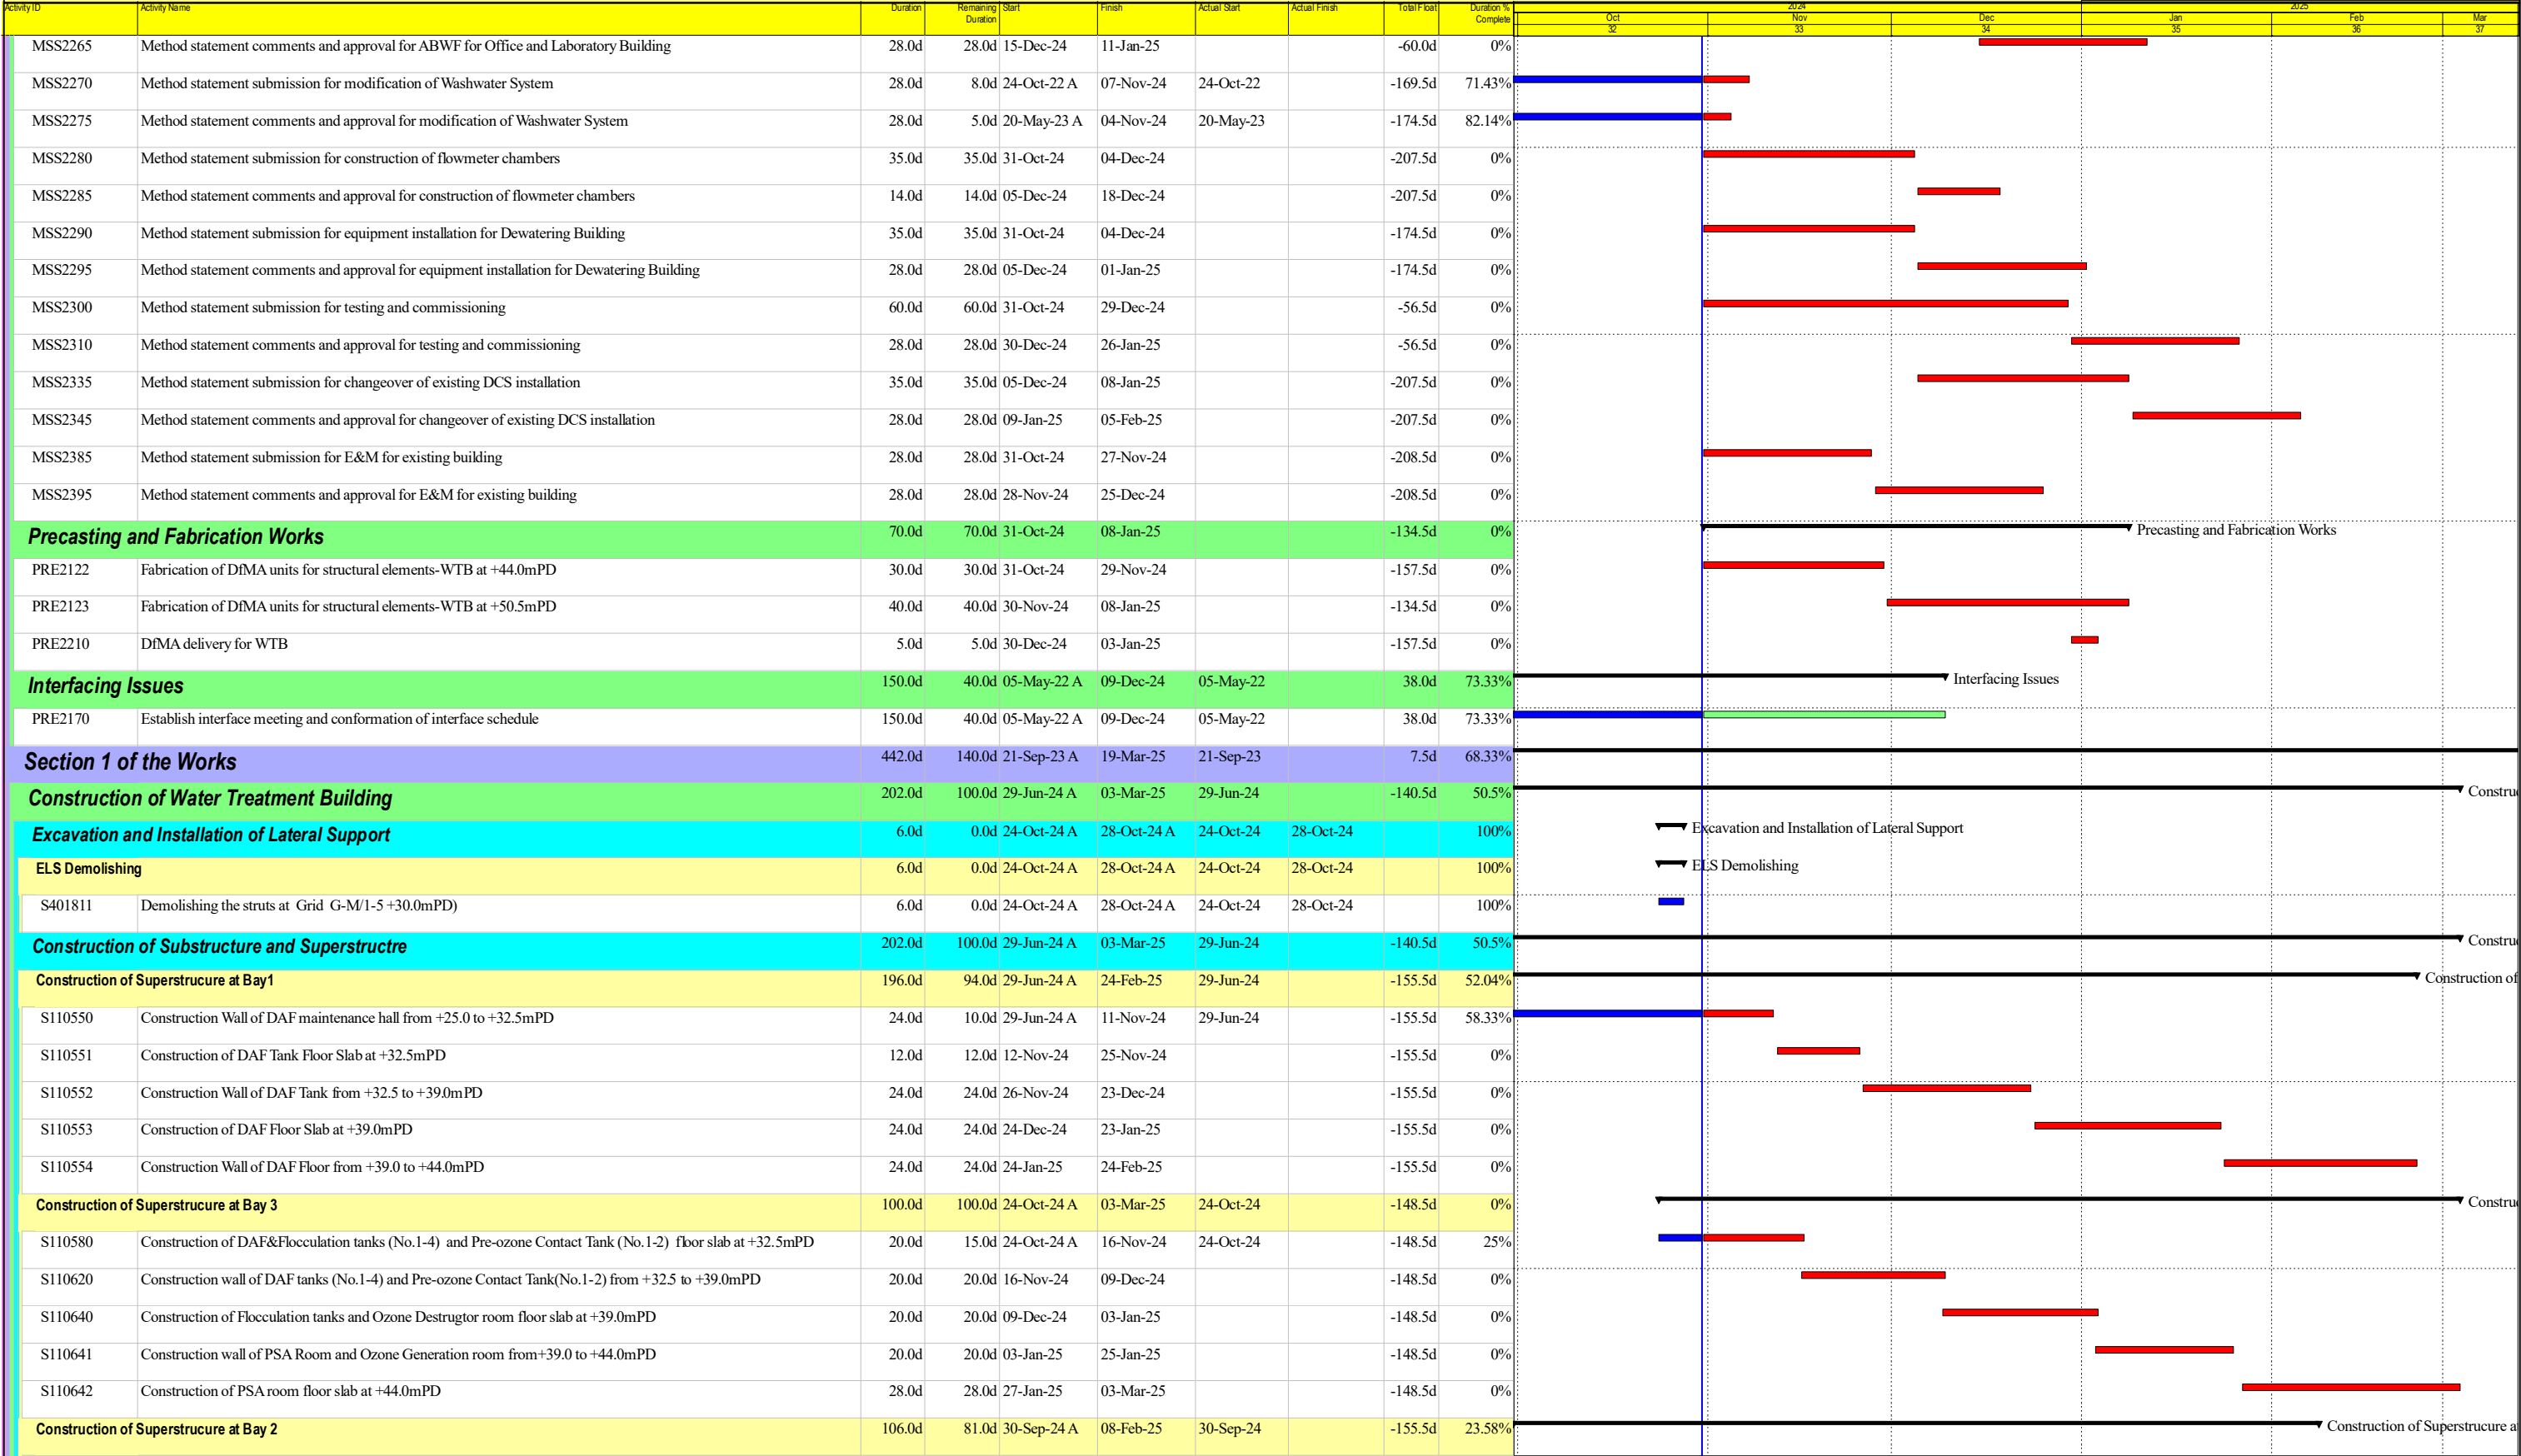 Activity ID Activity Name Duration Remaining Duration Start Finish Actual Start Actual Finish Total Float Duration % Complete 2024 2025
Oct Nov Dec Jan Feb Mar
32 33 34 35 36 37
MSS2265 Method statement comments and approval for ABWF for Office and Laboratory Building 28.0d 28.0d 15-Dec-24 11-Jan-25 -60.0d 0%
MSS2270 Method statement submission for modification of Washwater System 28.0d 8.0d 24-Oct-22 A 07-Nov-24 24-Oct-22 -169.5d 71.43%
MSS2275 Method statement comments and approval for modification of Washwater System 28.0d 5.0d 20-May-23 A 04-Nov-24 20-May-23 -174.5d 82.14%
MSS2280 Method statement submission for construction of flowmeter chambers 35.0d 35.0d 31-Oct-24 04-Dec-24 -207.5d 0%
MSS2285 Method statement comments and approval for construction of flowmeter chambers 14.0d 14.0d 05-Dec-24 18-Dec-24 -207.5d 0%
MSS2290 Method statement submission for equipment installation for Dewatering Building 35.0d 35.0d 31-Oct-24 04-Dec-24 -174.5d 0%
MSS2295 Method statement comments and approval for equipment installation for Dewatering Building 28.0d 28.0d 05-Dec-24 01-Jan-25 -174.5d 0%
MSS2300 Method statement submission for testing and commissioning 60.0d 60.0d 31-Oct-24 29-Dec-24 -56.5d 0%
MSS2310 Method statement comments and approval for testing and commissioning 28.0d 28.0d 30-Dec-24 26-Jan-25 -56.5d 0%
MSS2335 Method statement submission for changeover of existing DCS installation 35.0d 35.0d 05-Dec-24 08-Jan-25 -207.5d 0%
MSS2345 Method statement comments and approval for changeover of existing DCS installation 28.0d 28.0d 09-Jan-25 05-Feb-25 -207.5d 0%
MSS2385 Method statement submission for E&M for existing building 28.0d 28.0d 31-Oct-24 27-Nov-24 -208.5d 0%
MSS2395 Method statement comments and approval for E&M for existing building 28.0d 28.0d 28-Nov-24 25-Dec-24 -208.5d 0%
Precasting and Fabrication Works 70.0d 70.0d 31-Oct-24 08-Jan-25 -134.5d 0% Precasting and Fabrication Works
PRE2122 Fabrication of DfMA units for structural elements-WTB at +44.0mPD 30.0d 30.0d 31-Oct-24 29-Nov-24 -157.5d 0%
PRE2123 Fabrication of DfMA units for structural elements-WTB at +50.5mPD 40.0d 40.0d 30-Nov-24 08-Jan-25 -134.5d 0%
PRE2210 DfMA delivery for WTB 5.0d 5.0d 30-Dec-24 03-Jan-25 -157.5d 0%
Interfacing Issues 150.0d 40.0d 05-May-22 A 09-Dec-24 05-May-22 38.0d 73.33% Interfacing Issues
PRE2170 Establish interface meeting and conformation of interface schedule 150.0d 40.0d 05-May-22 A 09-Dec-24 05-May-22 38.0d 73.33%
Section 1 of the Works 442.0d 140.0d 21-Sep-23 A 19-Mar-25 21-Sep-23 7.5d 68.33%
Construction of Water Treatment Building 202.0d 100.0d 29-Jun-24 A 03-Mar-25 29-Jun-24 -140.5d 50.5% Constru
Excavation and Installation of Lateral Support 6.0d 0.0d 24-Oct-24 A 28-Oct-24 A 24-Oct-24 28-Oct-24 100% Excavation and Installation of Lateral Support
ELS Demolishing 6.0d 0.0d 24-Oct-24 A 28-Oct-24 A 24-Oct-24 28-Oct-24 100% ELS Demolishing
S401811 Demolishing the struts at Grid G-M/1-5 +30.0mPD) 6.0d 0.0d 24-Oct-24 A 28-Oct-24 A 24-Oct-24 28-Oct-24 100%
Construction of Substructure and Superstructre 202.0d 100.0d 29-Jun-24 A 03-Mar-25 29-Jun-24 -140.5d 50.5% Constru
Construction of Superstrucure at Bay1 196.0d 94.0d 29-Jun-24 A 24-Feb-25 29-Jun-24 -155.5d 52.04% Construction of
S110550 Construction Wall of DAF maintenance hall from +25.0 to +32.5mPD 24.0d 10.0d 29-Jun-24 A 11-Nov-24 29-Jun-24 -155.5d 58.33%
S110551 Construction of DAF Tank Floor Slab at +32.5mPD 12.0d 12.0d 12-Nov-24 25-Nov-24 -155.5d 0%
S110552 Construction Wall of DAF Tank from +32.5 to +39.0mPD 24.0d 24.0d 26-Nov-24 23-Dec-24 -155.5d 0%
S110553 Construction of DAF Floor Slab at +39.0mPD 24.0d 24.0d 24-Dec-24 23-Jan-25 -155.5d 0%
S110554 Construction Wall of DAF Floor from +39.0 to +44.0mPD 24.0d 24.0d 24-Jan-25 24-Feb-25 -155.5d 0%
Construction of Superstrucure at Bay 3 100.0d 100.0d 24-Oct-24 A 03-Mar-25 24-Oct-24 -148.5d 0% Constru
S110580 Construction of DAF&Flocculation tanks (No.1-4) and Pre-ozone Contact Tank (No.1-2) floor slab at +32.5mPD 20.0d 15.0d 24-Oct-24 A 16-Nov-24 24-Oct-24 -148.5d 25%
S110620 Construction wall of DAF tanks (No.1-4) and Pre-ozone Contact Tank(No.1-2) from +32.5 to +39.0mPD 20.0d 20.0d 16-Nov-24 09-Dec-24 -148.5d 0%
S110640 Construction of Flocculation tanks and Ozone Destrugtor room floor slab at +39.0mPD 20.0d 20.0d 09-Dec-24 03-Jan-25 -148.5d 0%
S110641 Construction wall of PSA Room and Ozone Generation room from+39.0 to +44.0mPD 20.0d 20.0d 03-Jan-25 25-Jan-25 -148.5d 0%
S110642 Construction of PSA room floor slab at +44.0mPD 28.0d 28.0d 27-Jan-25 03-Mar-25 -148.5d 0%
Construction of Superstrucure at Bay 2 106.0d 81.0d 30-Sep-24 A 08-Feb-25 30-Sep-24 -155.5d 23.58% Construction of Superstrucure a